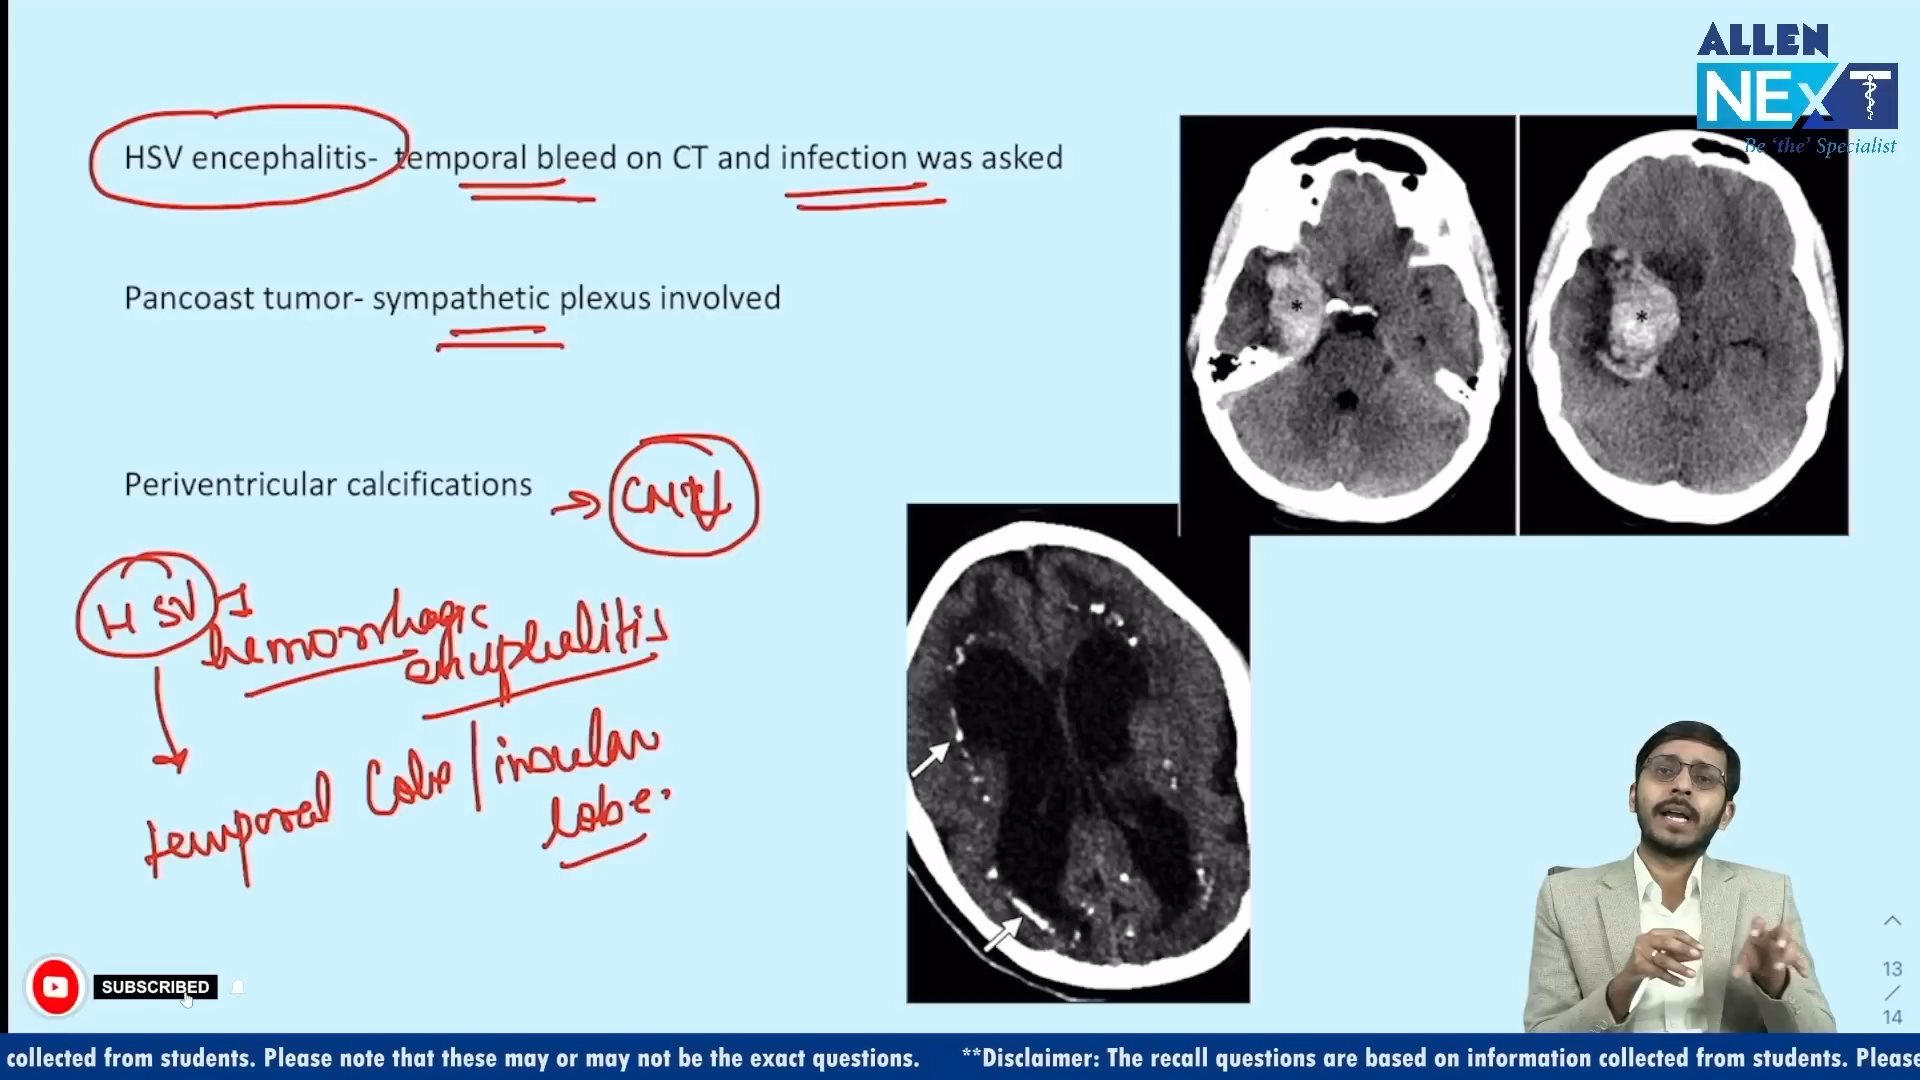 ALLEN
NExT
Be 'the' Specialist
HSV encephalitis- temporal bleed on CT and infection was asked
Pancoast tumor- sympathetic plexus involved
Periventricular calcifications → CMV
HSV
hemorrhagic
encephalitis
temporal lobe / insular
lobe.
*
*
SUBSCRIBED
13
/
14
collected from students. Please note that these may or may not be the exact questions. **Disclaimer: The recall questions are based on information collected from students. Please